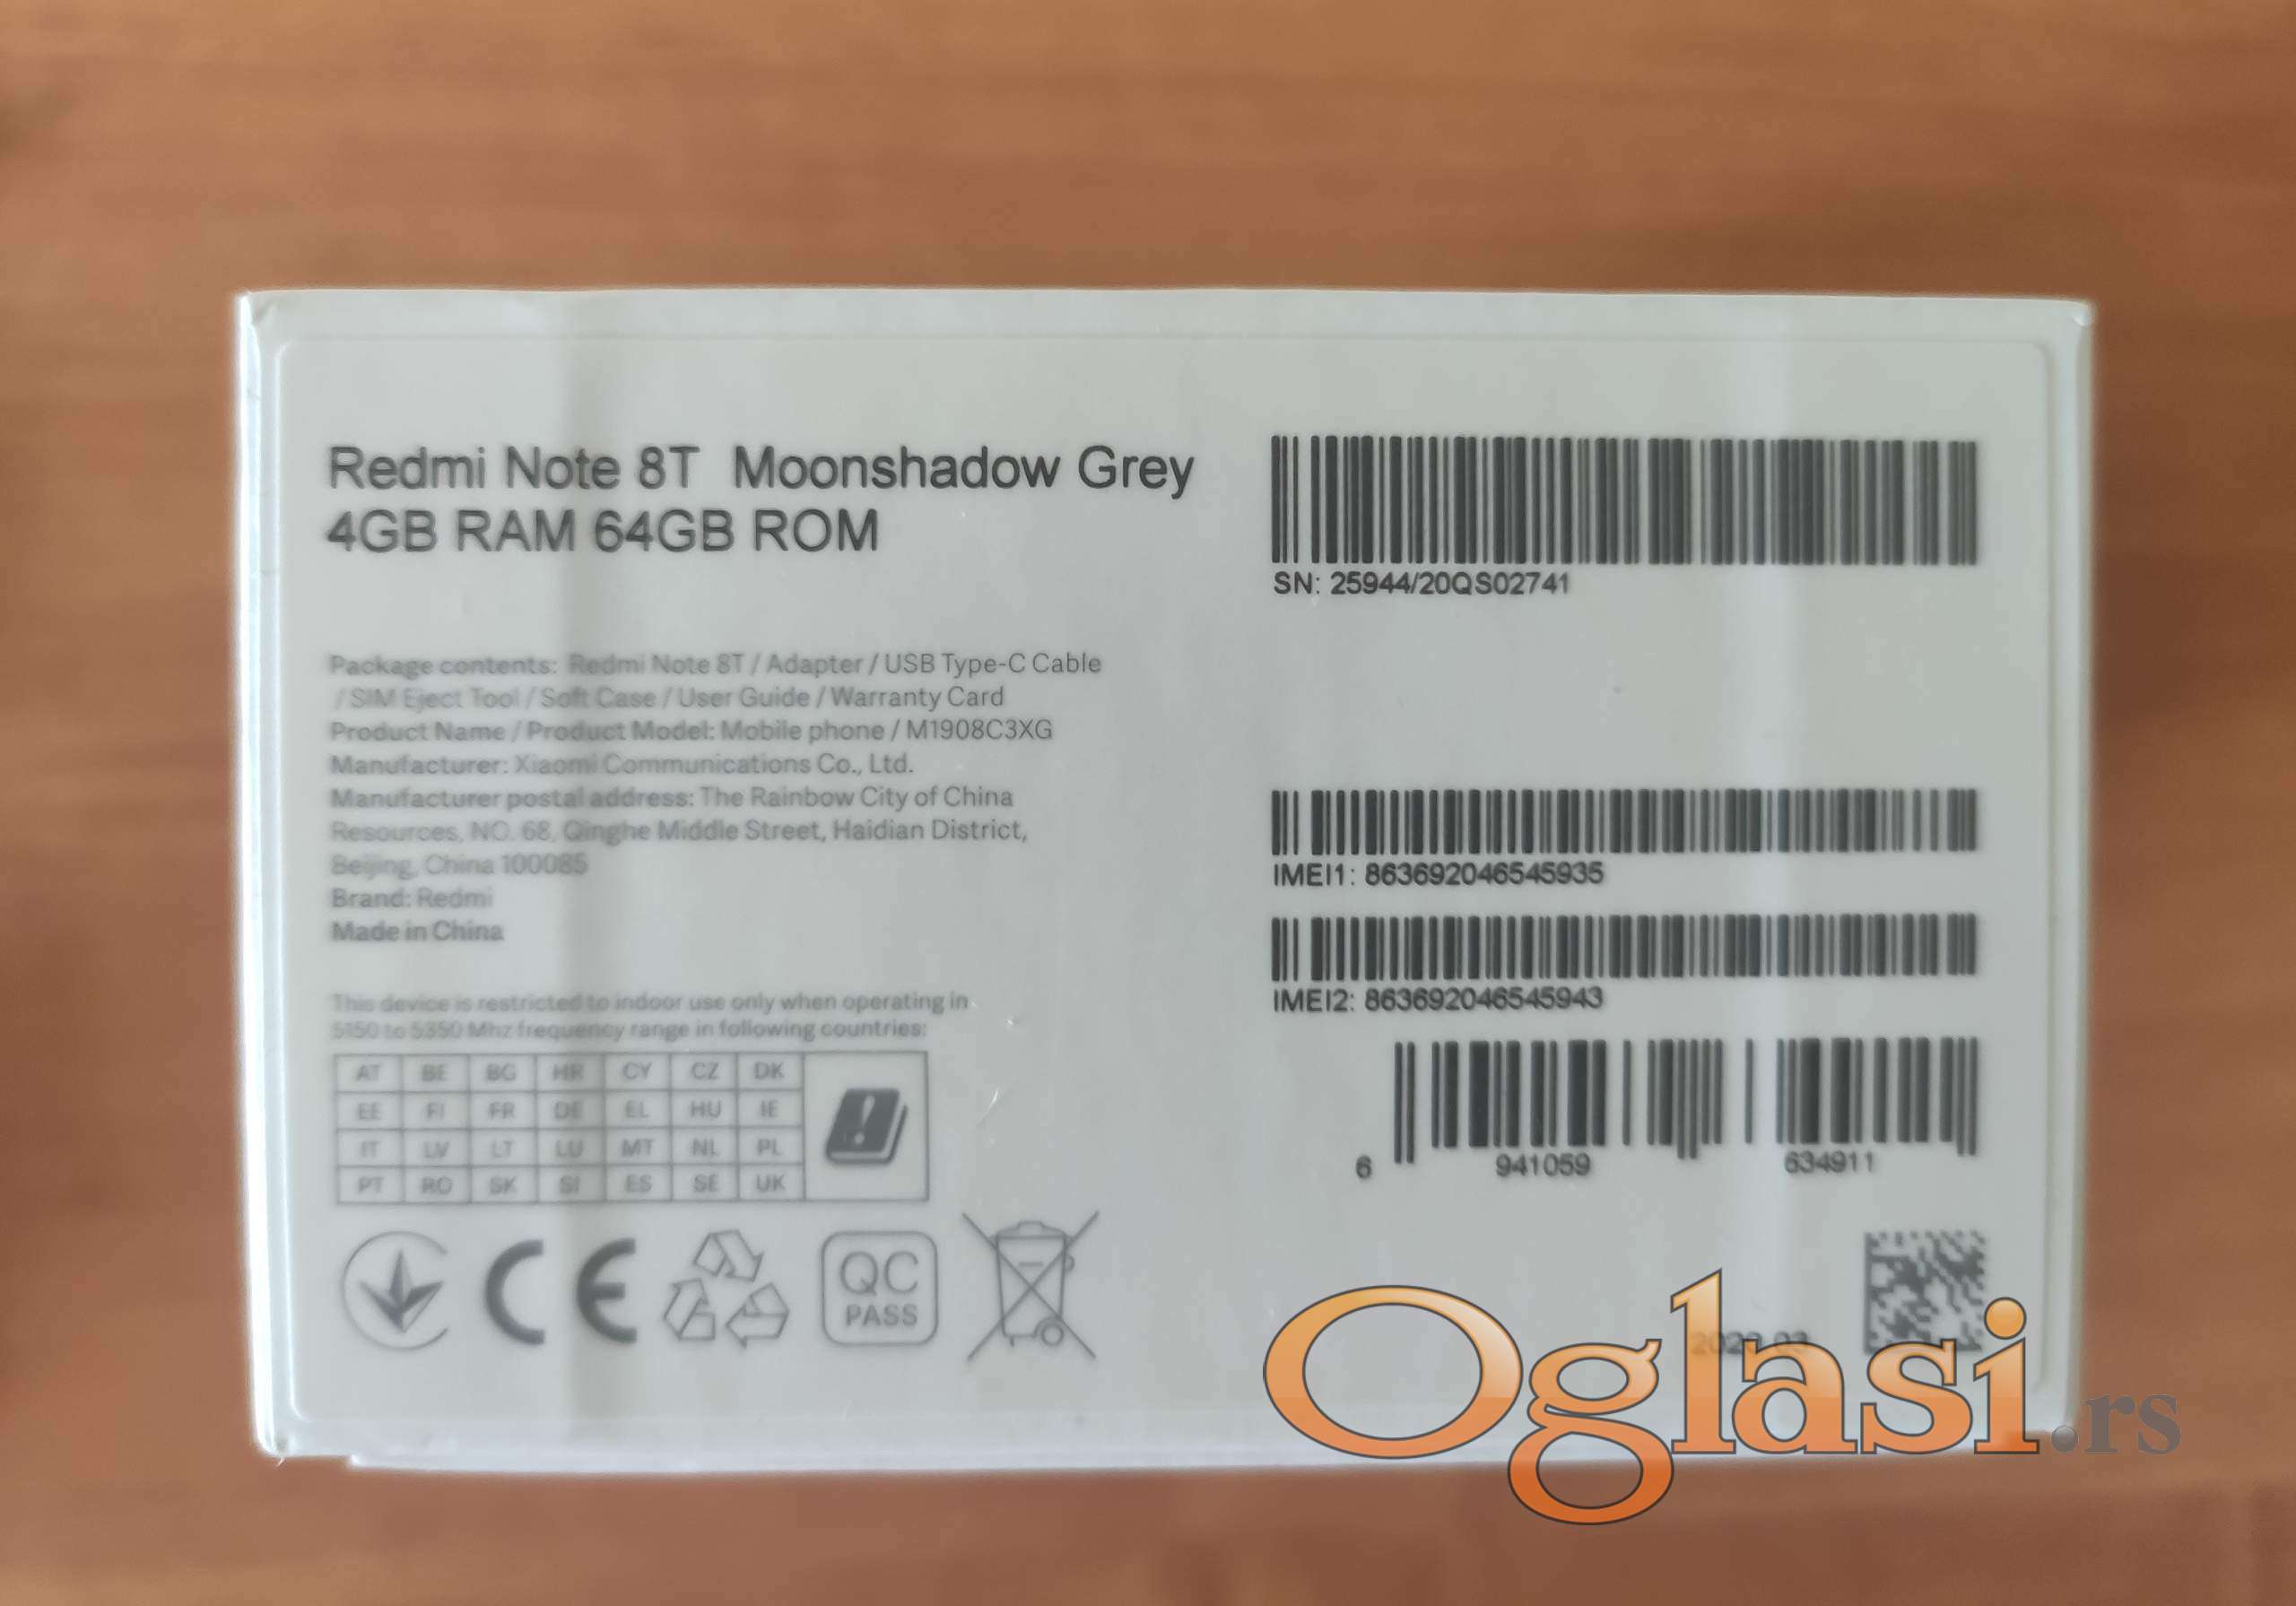 Redmi Note 8T Moonshadow Grey
4GB RAM 64GB ROM
Package contents: Redmi Note 8T / Adapter / USB Type-C Cable
/ SIM Eject Tool / Soft Case / User Guide / Warranty Card
Product Name / Product Model: Mobile phone / M1908C3XG
Manufacturer: Xiaomi Communications Co., Ltd.
Manufacturer postal address: The Rainbow City of China
Resources, NO. 68, Qinghe Middle Street, Haidian District,
Beijing, China 100085
Brand: Redmi
Made in China
This device is restricted to indoor use only when operating in
5150 to 5350 Mhz frequency range in following countries:
AT BE BG HR CY CZ DK
EE FI FR DE EL HU IE
IT LV LT LU MT NL PL
PT RO SK SI ES SE UK
CE
QC
PASS
SN: 25944/20QS02741
IMEI1: 863692046545935
IMEI2: 863692046545943
6 941059 634911
2020.03
Oglasi.rs